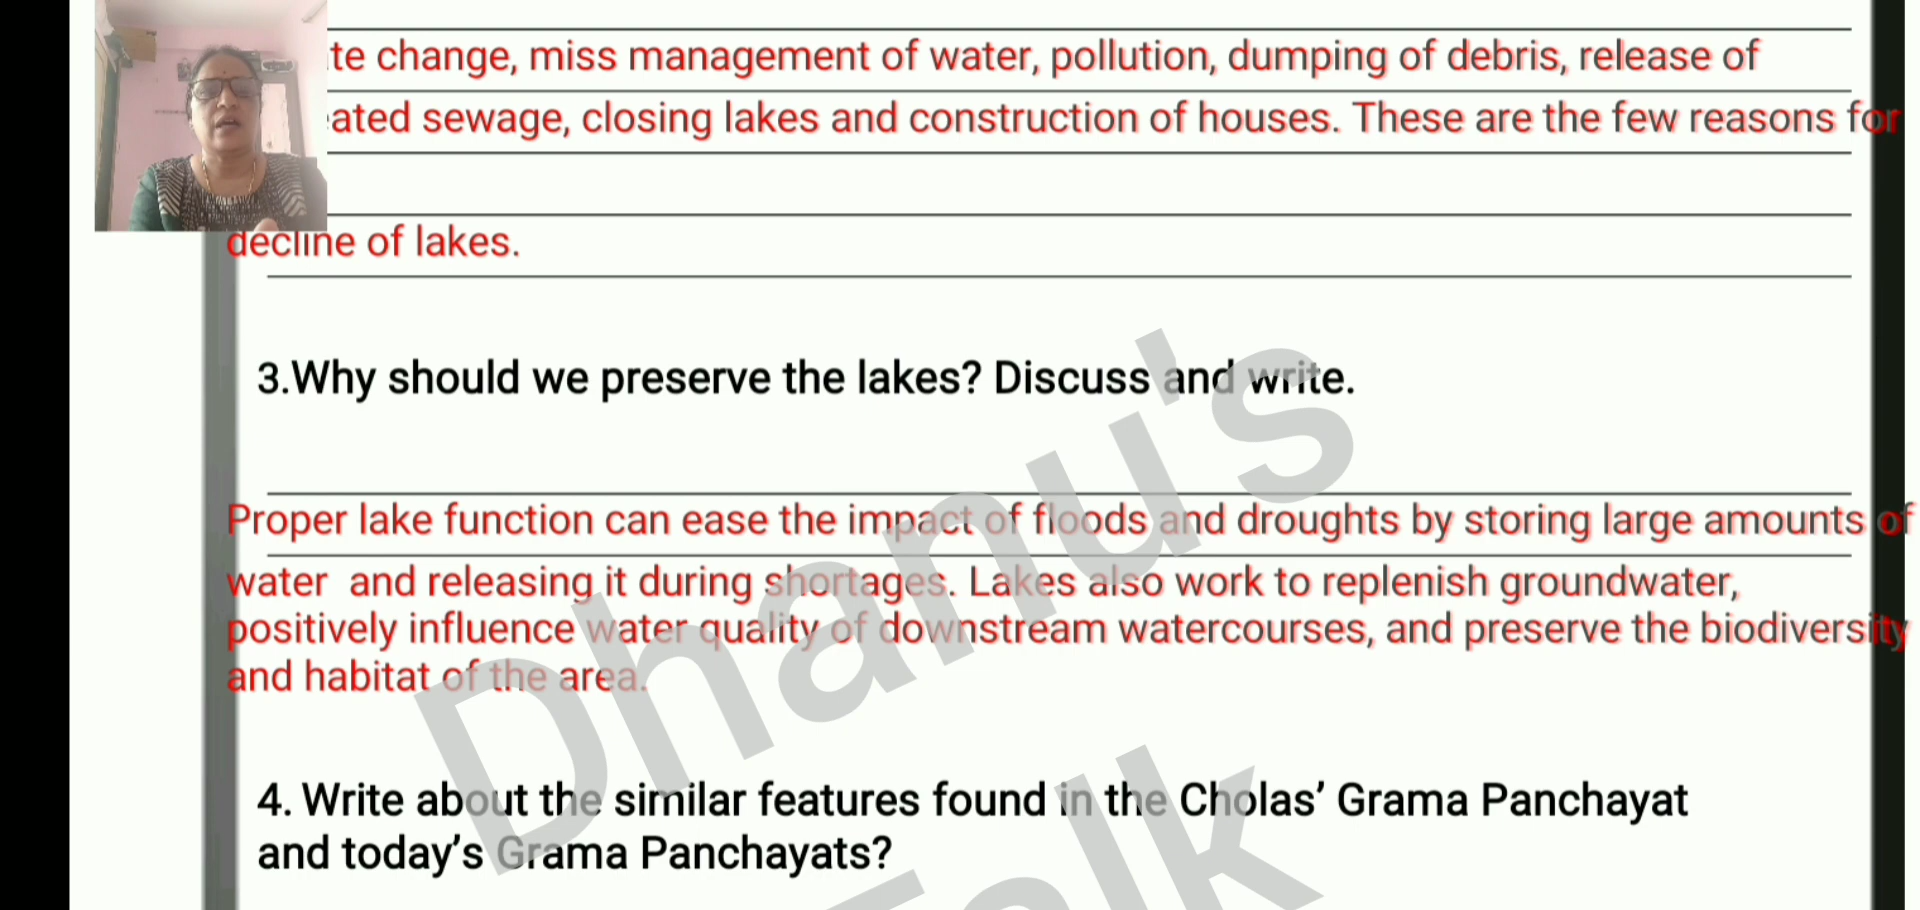 te change, miss management of water, pollution, dumping of debris, release of
ated sewage, closing lakes and construction of houses. These are the few reasons for
decline of lakes.
3.Why should we preserve the lakes? Discuss and write.
Proper lake function can ease the impact of floods and droughts by storing large amounts of
water  and releasing it during shortages. Lakes also work to replenish groundwater,
positively influence water quality of downstream watercourses, and preserve the biodiversity
and habitat of the area.
4. Write about the similar features found in the Cholas’ Grama Panchayat
and today’s Grama Panchayats?
Dhanu's
Talk